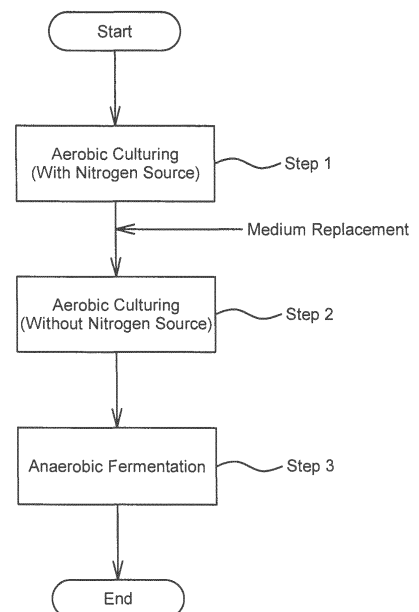 Start
Aerobic Culturing
(With Nitrogen Source)
Step 1
Medium Replacement
Aerobic Culturing
(Without Nitrogen Source)
Step 2
Anaerobic Fermentation
Step 3
End